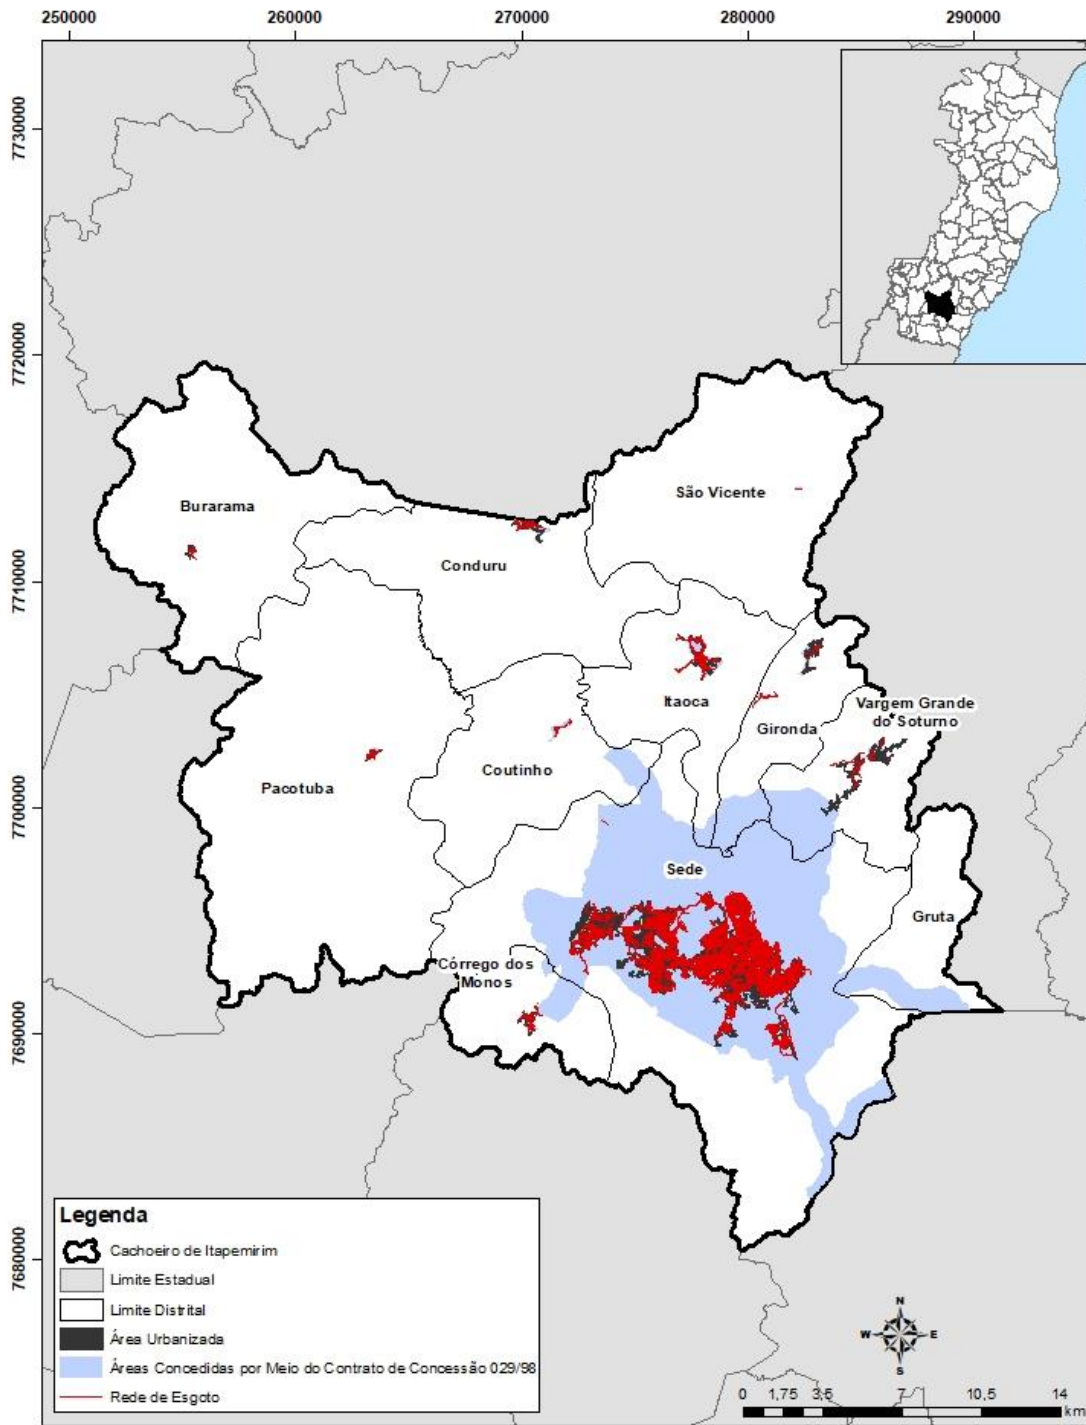 250000 260000 270000 280000 290000
7730000
7720000
7710000
7700000
7690000
7680000
Burarama
São Vicente
Conduru
Itaoca
Vargem Grande
do Soturno
Gironda
Coutinho
Pacotuba
Sede
Gruta
Córrego dos
Monos
Legenda
Cachoeiro de Itapemirim
Limite Estadual
Limite Distrital
Área Urbanizada
Áreas Concedidas por Meio do Contrato de Concessão 029/98
Rede de Esgoto
N
W E
S
0 1,75 3,5 7 10,5 14
km